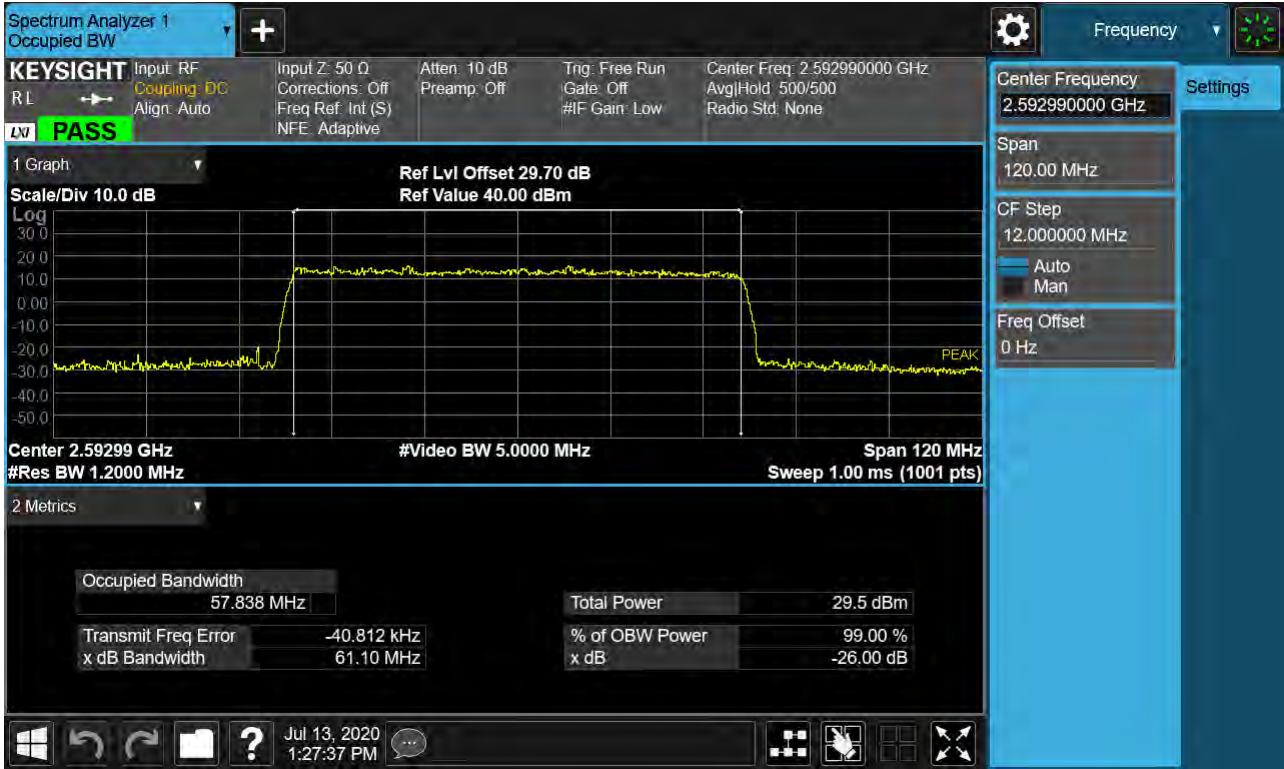 Spectrum Analyzer 1
Occupied BW
+
Frequency
KEYSIGHT
RL
LXI PASS
Input: RF
Coupling: DC
Align: Auto
Input Z: 50 Ω
Corrections: Off
Freq Ref: Int (S)
NFE: Adaptive
Atten: 10 dB
Preamp: Off
Trig: Free Run
Gate: Off
#IF Gain: Low
Center Freq: 2.592990000 GHz
Avg|Hold: 500/500
Radio Std: None
Center Frequency
2.592990000 GHz
Settings
Span
120.00 MHz
CF Step
12.000000 MHz
Auto
Man
Freq Offset
0 Hz
1 Graph
Scale/Div 10.0 dB
Ref Lvl Offset 29.70 dB
Ref Value 40.00 dBm
Log
30.0
20.0
10.0
0.00
-10.0
-20.0
-30.0
-40.0
-50.0
PEAK
Center 2.59299 GHz
#Video BW 5.0000 MHz
Span 120 MHz
#Res BW 1.2000 MHz
Sweep 1.00 ms (1001 pts)
2 Metrics
Occupied Bandwidth
57.838 MHz
Total Power 29.5 dBm
Transmit Freq Error -40.812 kHz
% of OBW Power 99.00 %
x dB Bandwidth 61.10 MHz
x dB -26.00 dB
?
Jul 13, 2020
1:27:37 PM